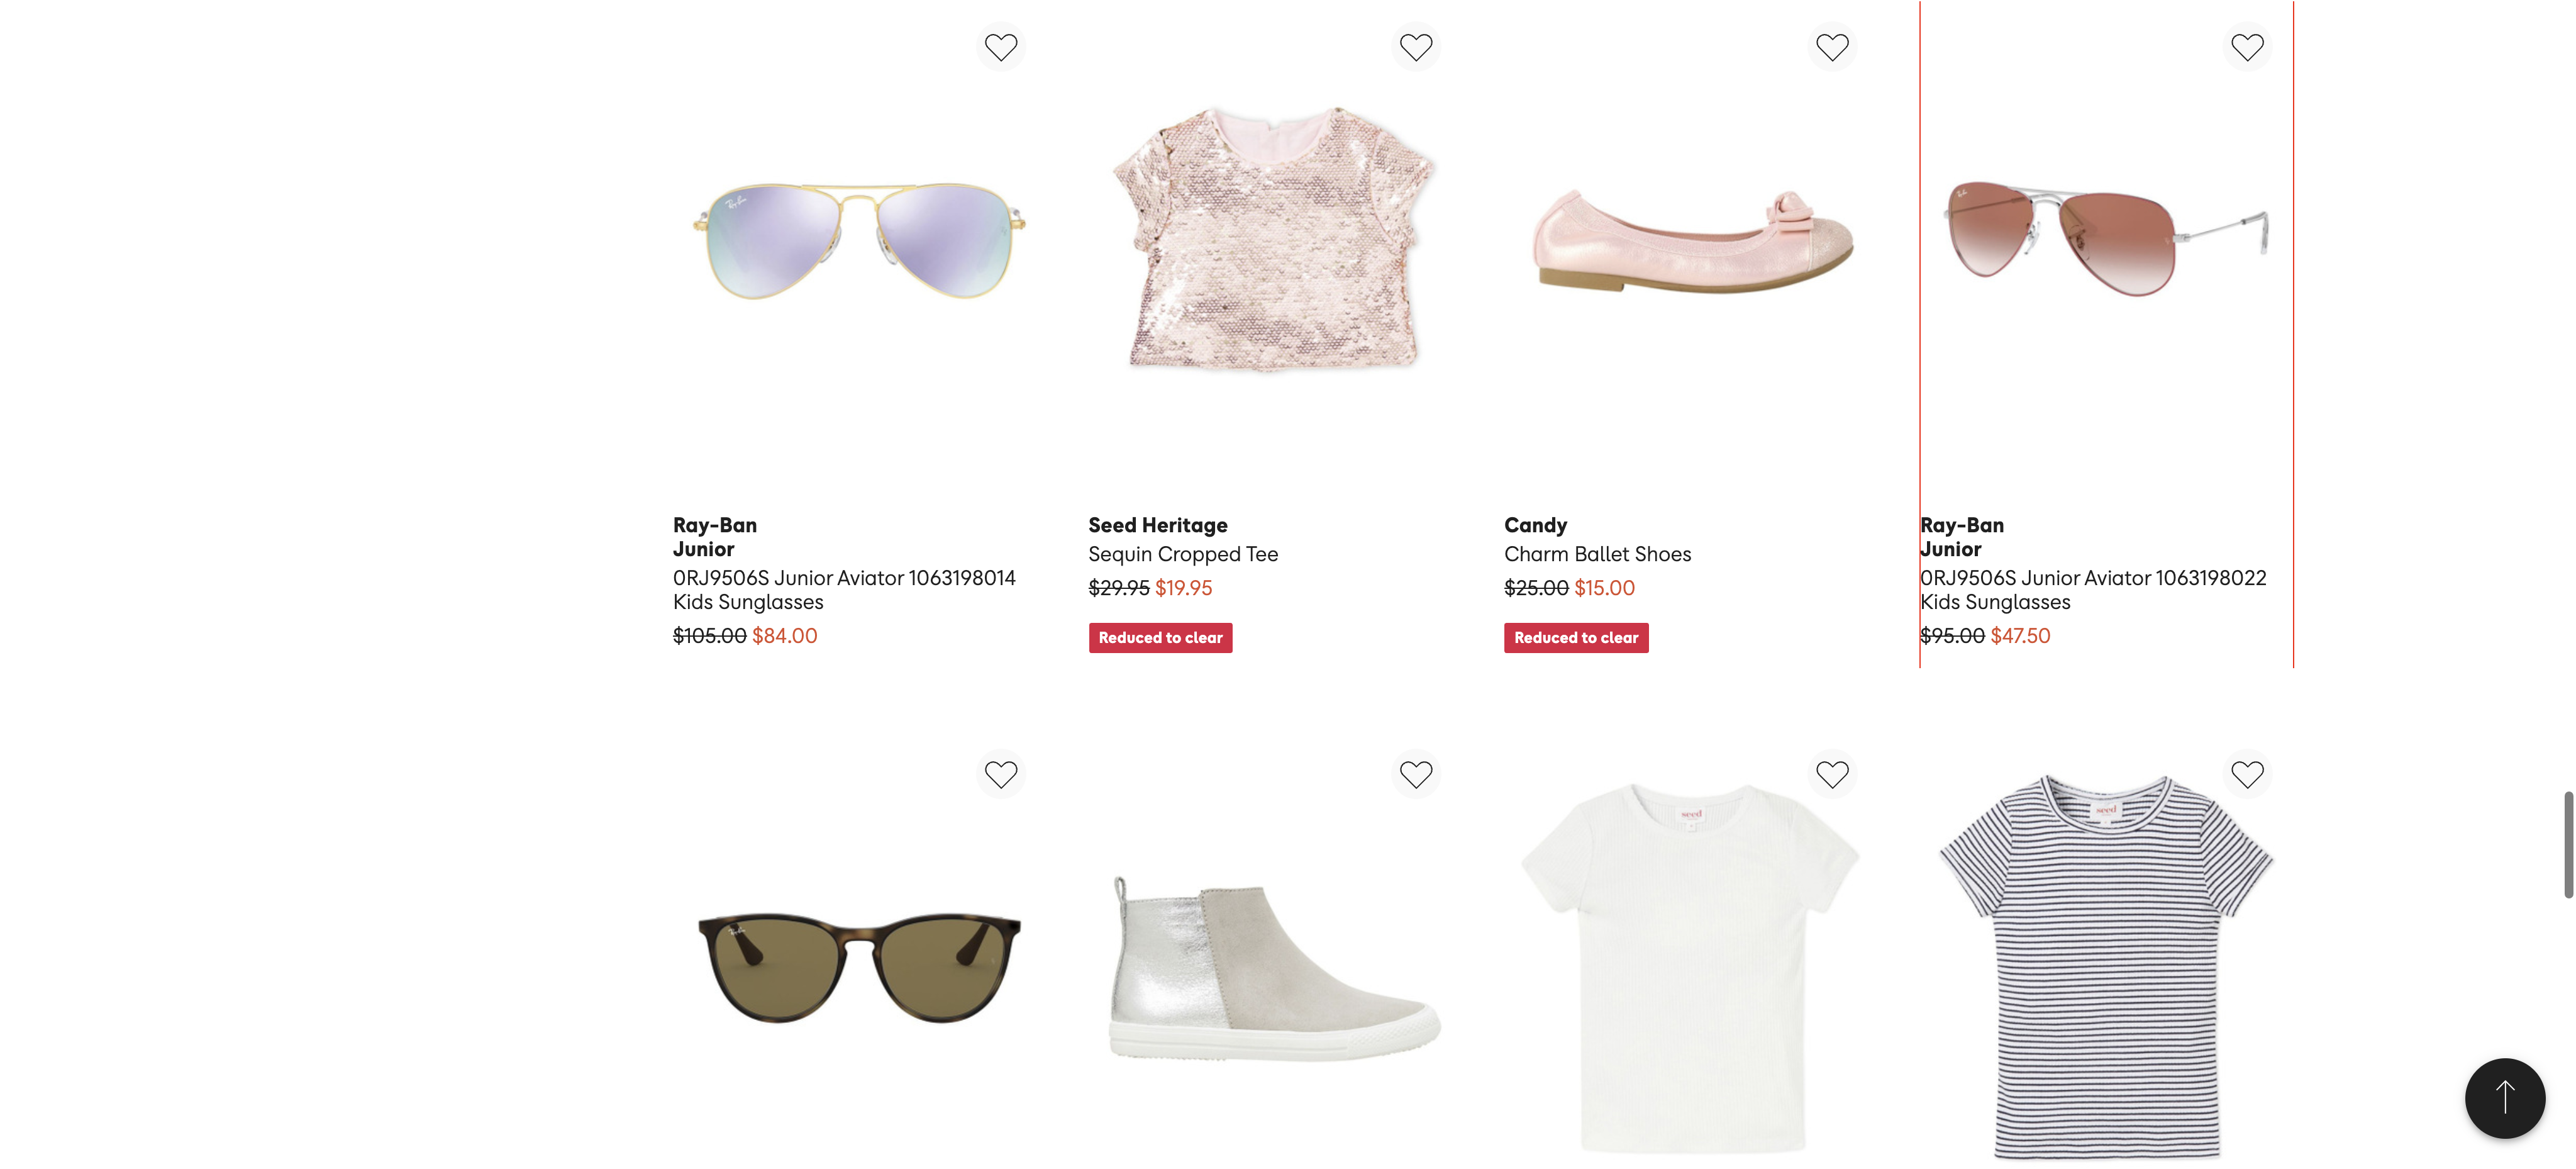 Ray-Ban
Junior
0RJ9506S Junior Aviator 1063198014
Kids Sunglasses
$105.00 $84.00
Seed Heritage
Sequin Cropped Tee
$29.95 $19.95
Reduced to clear
Candy
Charm Ballet Shoes
$25.00 $15.00
Reduced to clear
Ray-Ban
Junior
0RJ9506S Junior Aviator 1063198022
Kids Sunglasses
$95.00 $47.50
seed
seed